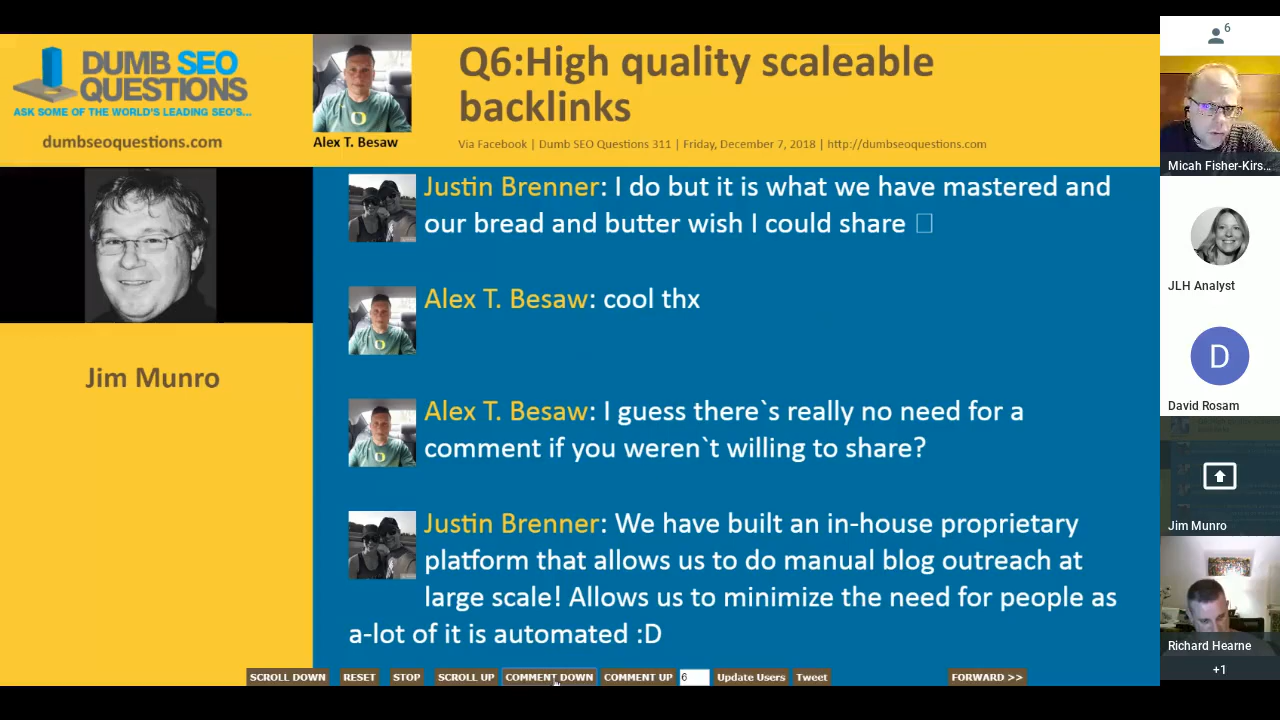 DUMB SEO
QUESTIONS
ASK SOME OF THE WORLD'S LEADING SEO'S...
dumbseoquestions.com
Alex T. Besaw
Q6:High quality scaleable
backlinks
Via Facebook | Dumb SEO Questions 311 | Friday, December 7, 2018 | http://dumbseoquestions.com
Jim Munro
Justin Brenner: I do but it is what we have mastered and
our bread and butter wish I could share
Alex T. Besaw: cool thx
Alex T. Besaw: I guess there`s really no need for a
comment if you weren`t willing to share?
Justin Brenner: We have built an in-house proprietary
platform that allows us to do manual blog outreach at
large scale! Allows us to minimize the need for people as
a-lot of it is automated :D
SCROLL DOWN RESET STOP SCROLL UP COMMENT DOWN COMMENT UP 6 Update Users Tweet FORWARD >>
6
Micah Fisher-Kirs...
JLH Analyst
D
David Rosam
Jim Munro
Richard Hearne
+1